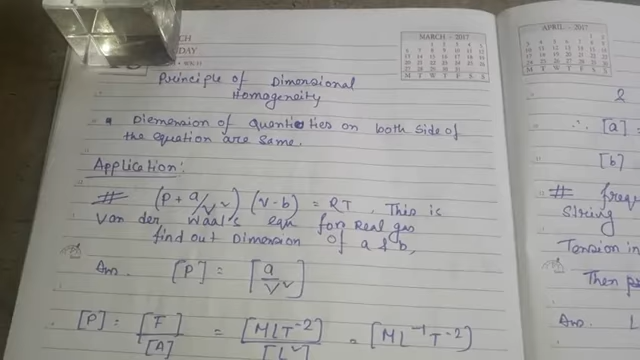 MARCH - 2017
APRIL - 2017
Principle of Dimensional
Homogeneity
Diemension of Quantities on both side of
the equation are same.
Application:
# (P + a/V²) (V-b) = RT, This is
Van der Waal's eqn for Real gas
find out Dimension of a & b,
Ans. [P] = [a/V²]
[P] = [F]/[A] = [MLT⁻²]/[L²] = [ML⁻¹T⁻²]
2
∴ [a] =
[b]
#
String
Tension in
Then
Ans.